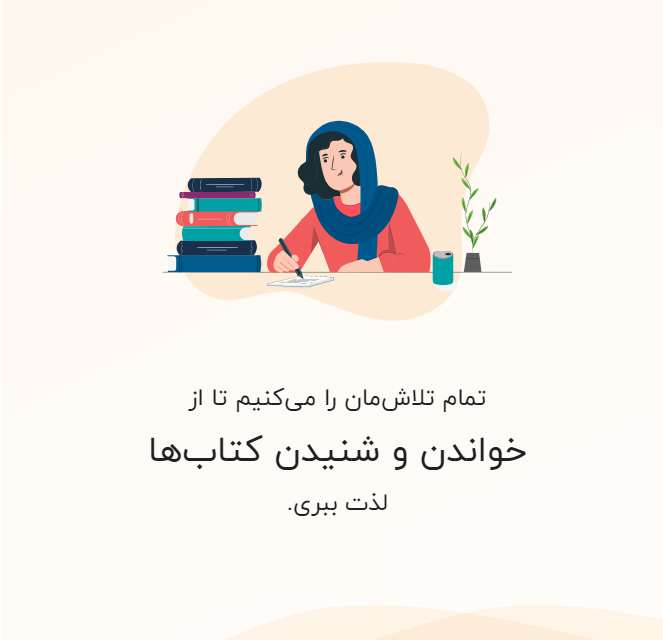 تمام تلاش‌مان را می‌کنیم تا از
خواندن و شنیدن کتاب‌ها
لذت ببری.